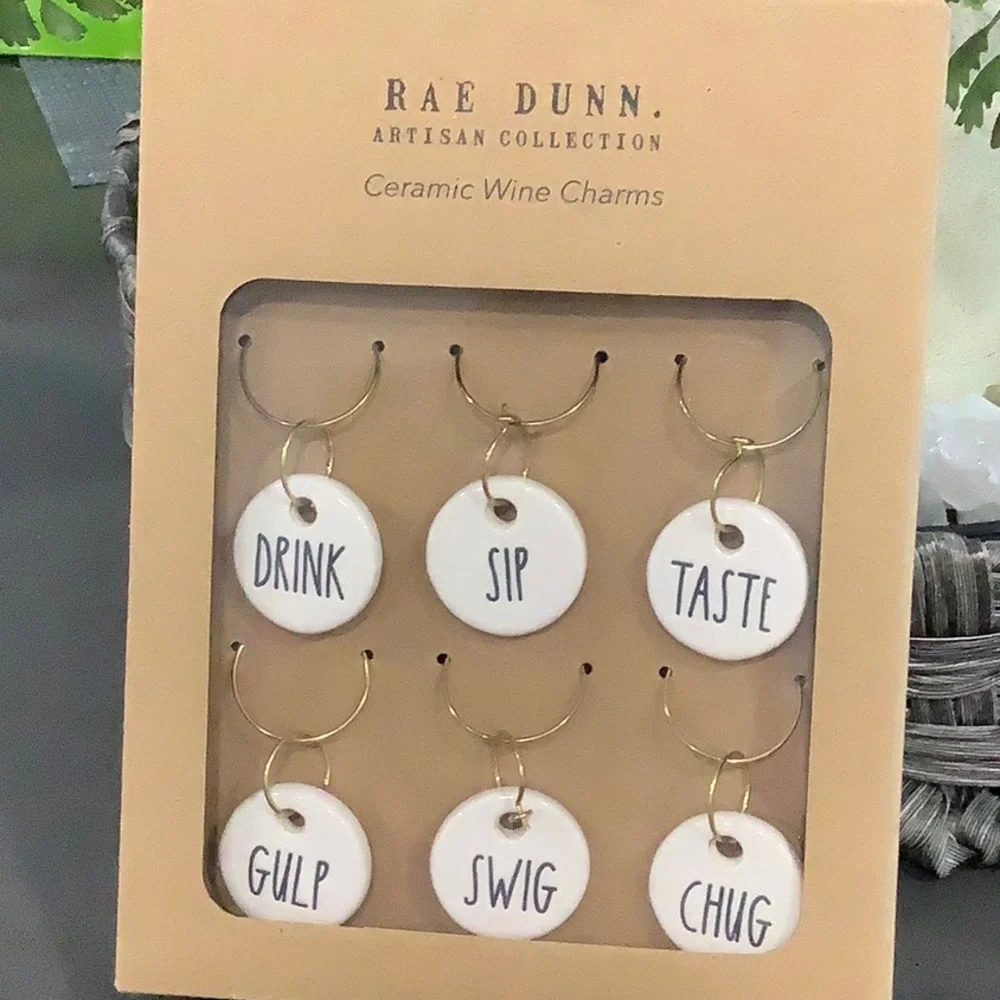 RAE DUNN.
ARTISAN COLLECTION
Ceramic Wine Charms
DRINK
SIP
TASTE
GULP
SWIG
CHUG